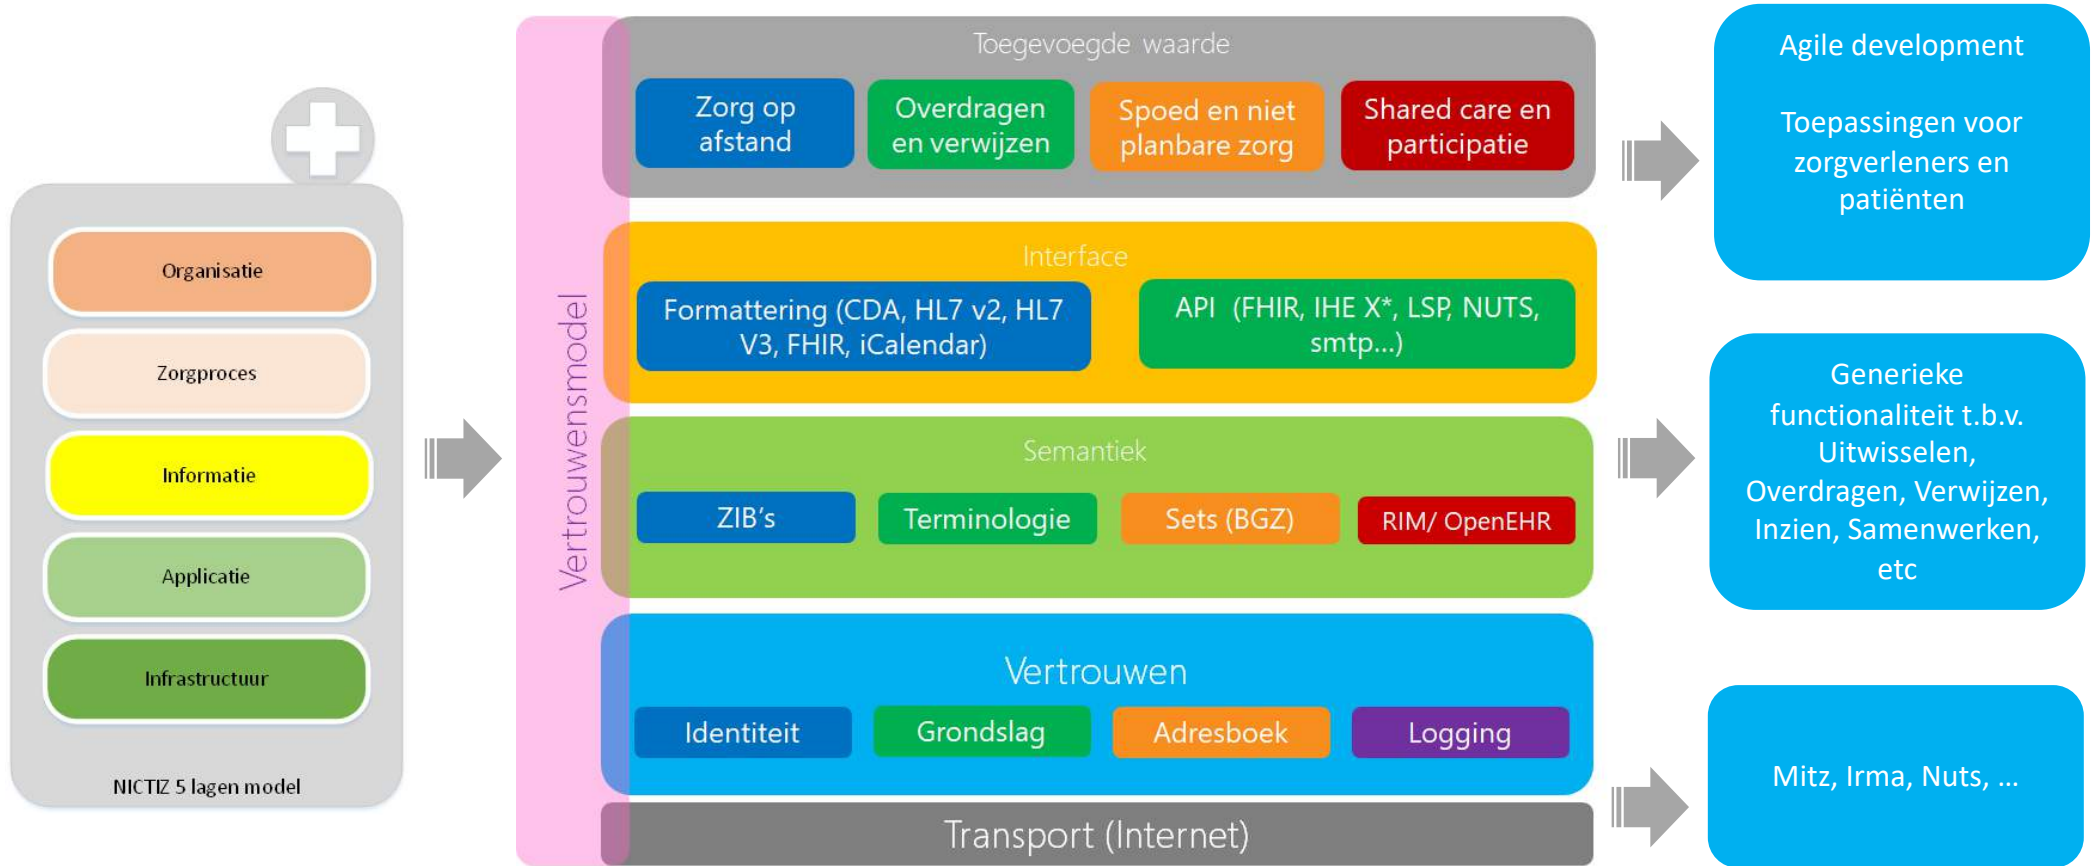 Organisatie
Zorgproces
Informatie
Applicatie
Infrastructuur
NICTIZ 5 lagen model
Vertrouwensmodel
Toegevoegde waarde
Zorg op
afstand
Overdragen
en verwijzen
Spoed en niet
planbare zorg
Shared care en
participatie
Interface
Formattering (CDA, HL7 v2, HL7
V3, FHIR, iCalendar)
API (FHIR, IHE X*, LSP, NUTS,
smtp...)
Semantiek
ZIB's
Terminologie
Sets (BGZ)
RIM/ OpenEHR
Vertrouwen
Identiteit
Grondslag
Adresboek
Logging
Transport (Internet)
Agile development
Toepassingen voor
zorgverleners en
patiënten
Generieke
functionaliteit t.b.v.
Uitwisselen,
Overdragen, Verwijzen,
Inzien, Samenwerken,
etc
Mitz, Irma, Nuts, ...